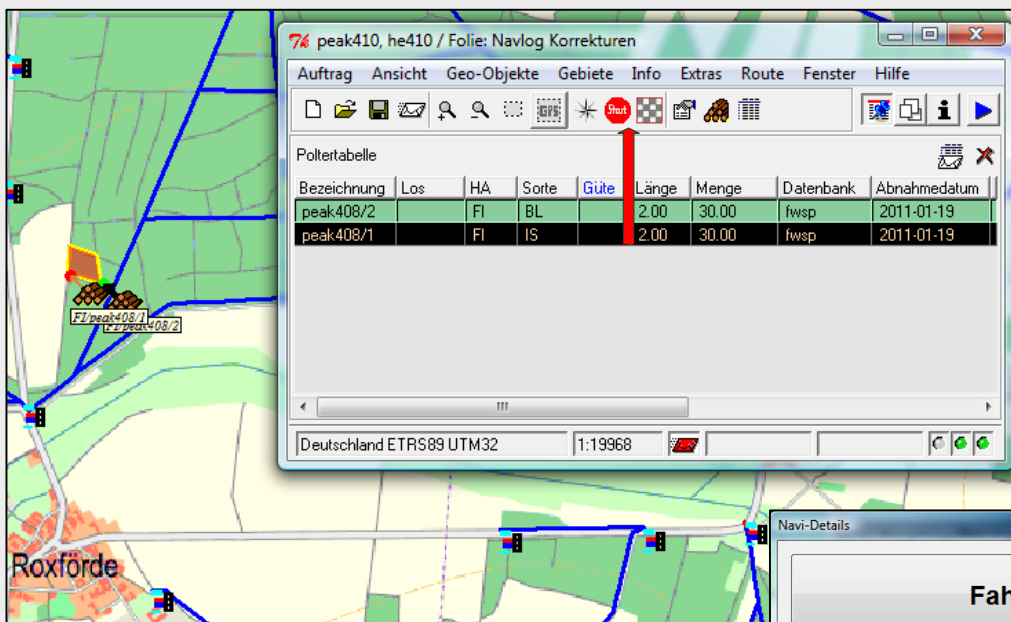 peak410, he410 / Folie: Navlog Korrekturen
Auftrag Ansicht Geo-Objekte Gebiete Info Extras Route Fenster Hilfe
GPS Start
Poltertabelle
Bezeichnung Los HA Sorte Güte Länge Menge Datenbank Abnahmedatum
peak408/2 FI BL 2.00 30.00 fwsp 2011-01-19
peak408/1 FI IS 2.00 30.00 fwsp 2011-01-19
FI/peak408/1
FI/peak408/2
Deutschland ETRS89 UTM32 1:19968
Navi-Details
Roxförde
Fah